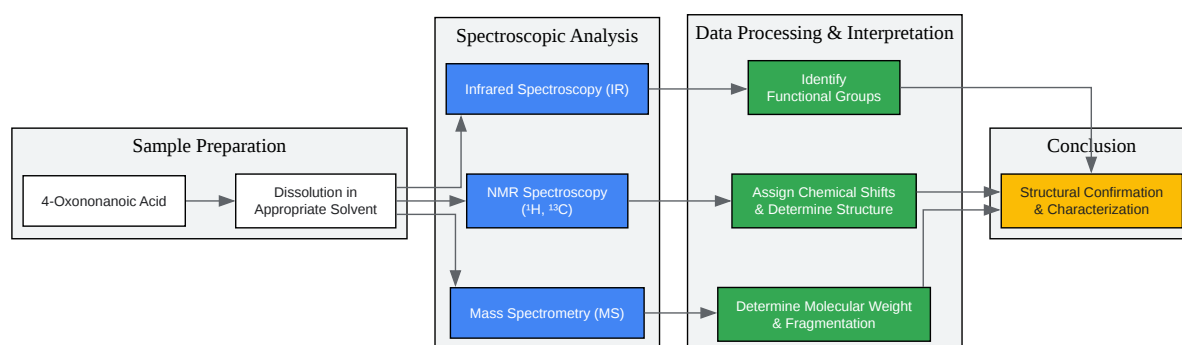 Sample Preparation
4-Oxononanoic Acid
Dissolution in
Appropriate Solvent
Spectroscopic Analysis
Infrared Spectroscopy (IR)
NMR Spectroscopy
(¹H, ¹³C)
Mass Spectrometry (MS)
Data Processing & Interpretation
Identify
Functional Groups
Assign Chemical Shifts
& Determine Structure
Determine Molecular Weight
& Fragmentation
Conclusion
Structural Confirmation
& Characterization